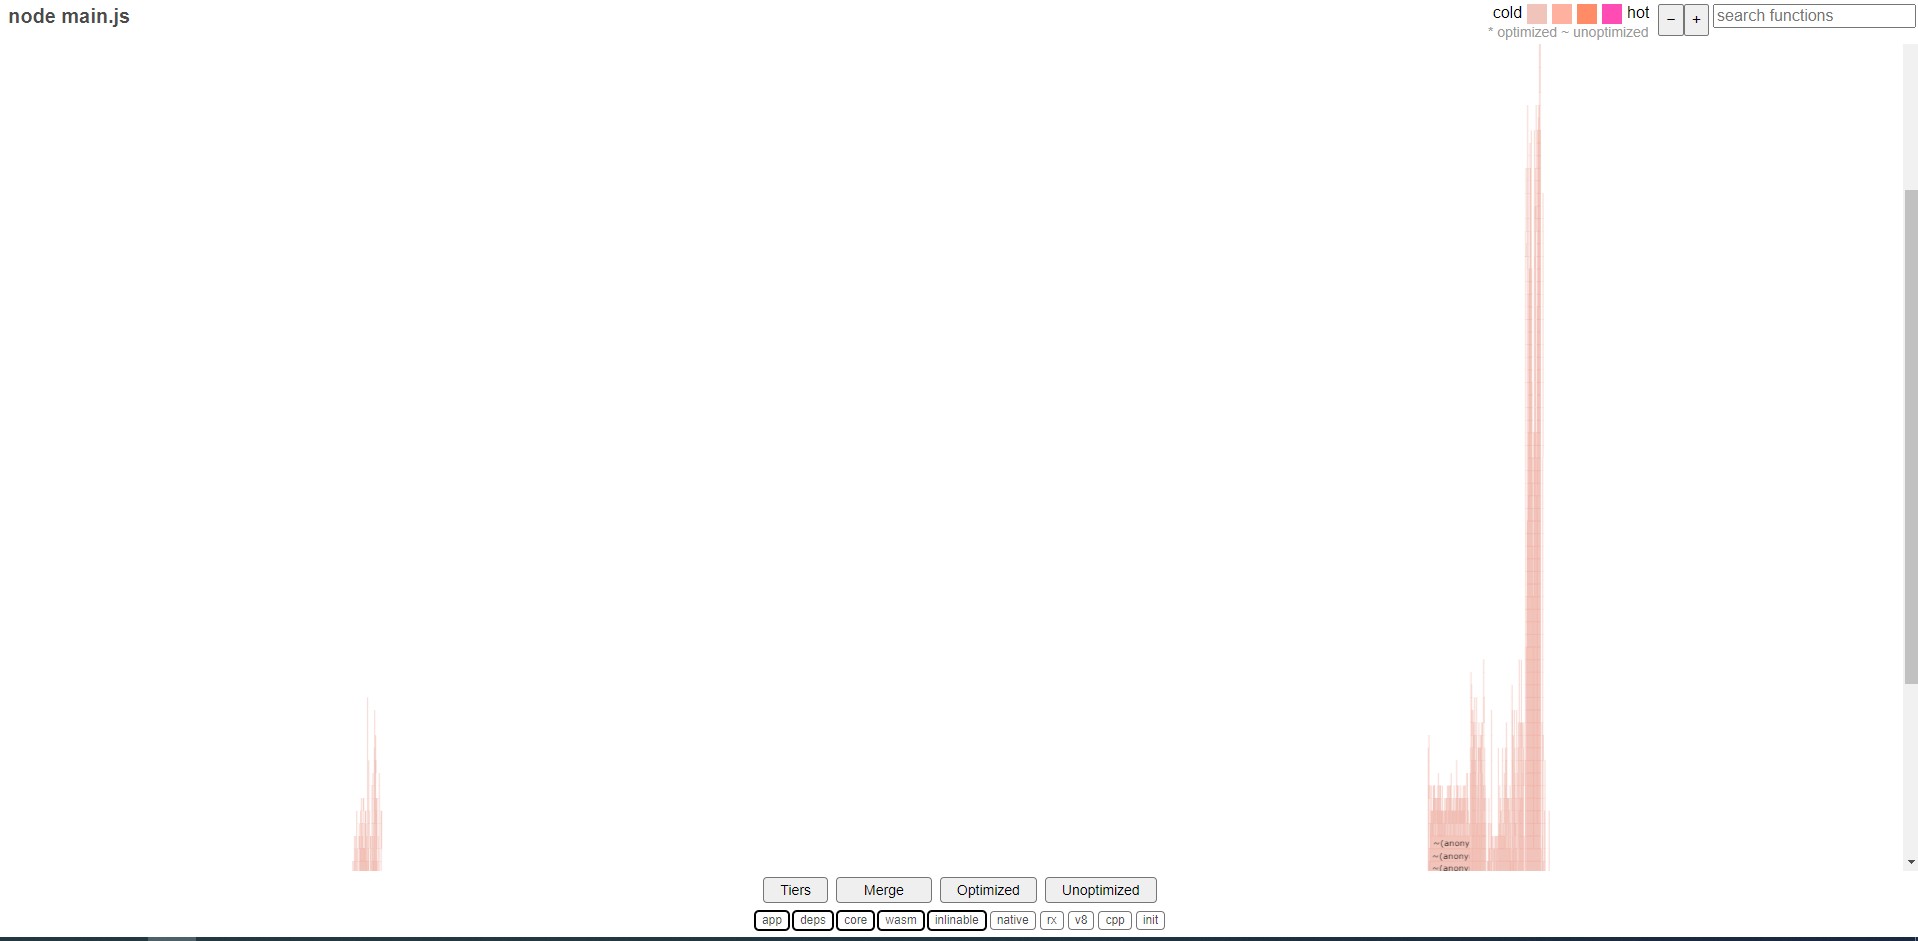 node main.js
cold hot
* optimized ~ unoptimized
− +
search functions
~(anony
~(anony
~(anony
Tiers Merge Optimized Unoptimized
app deps core wasm inlinable native rx v8 cpp init